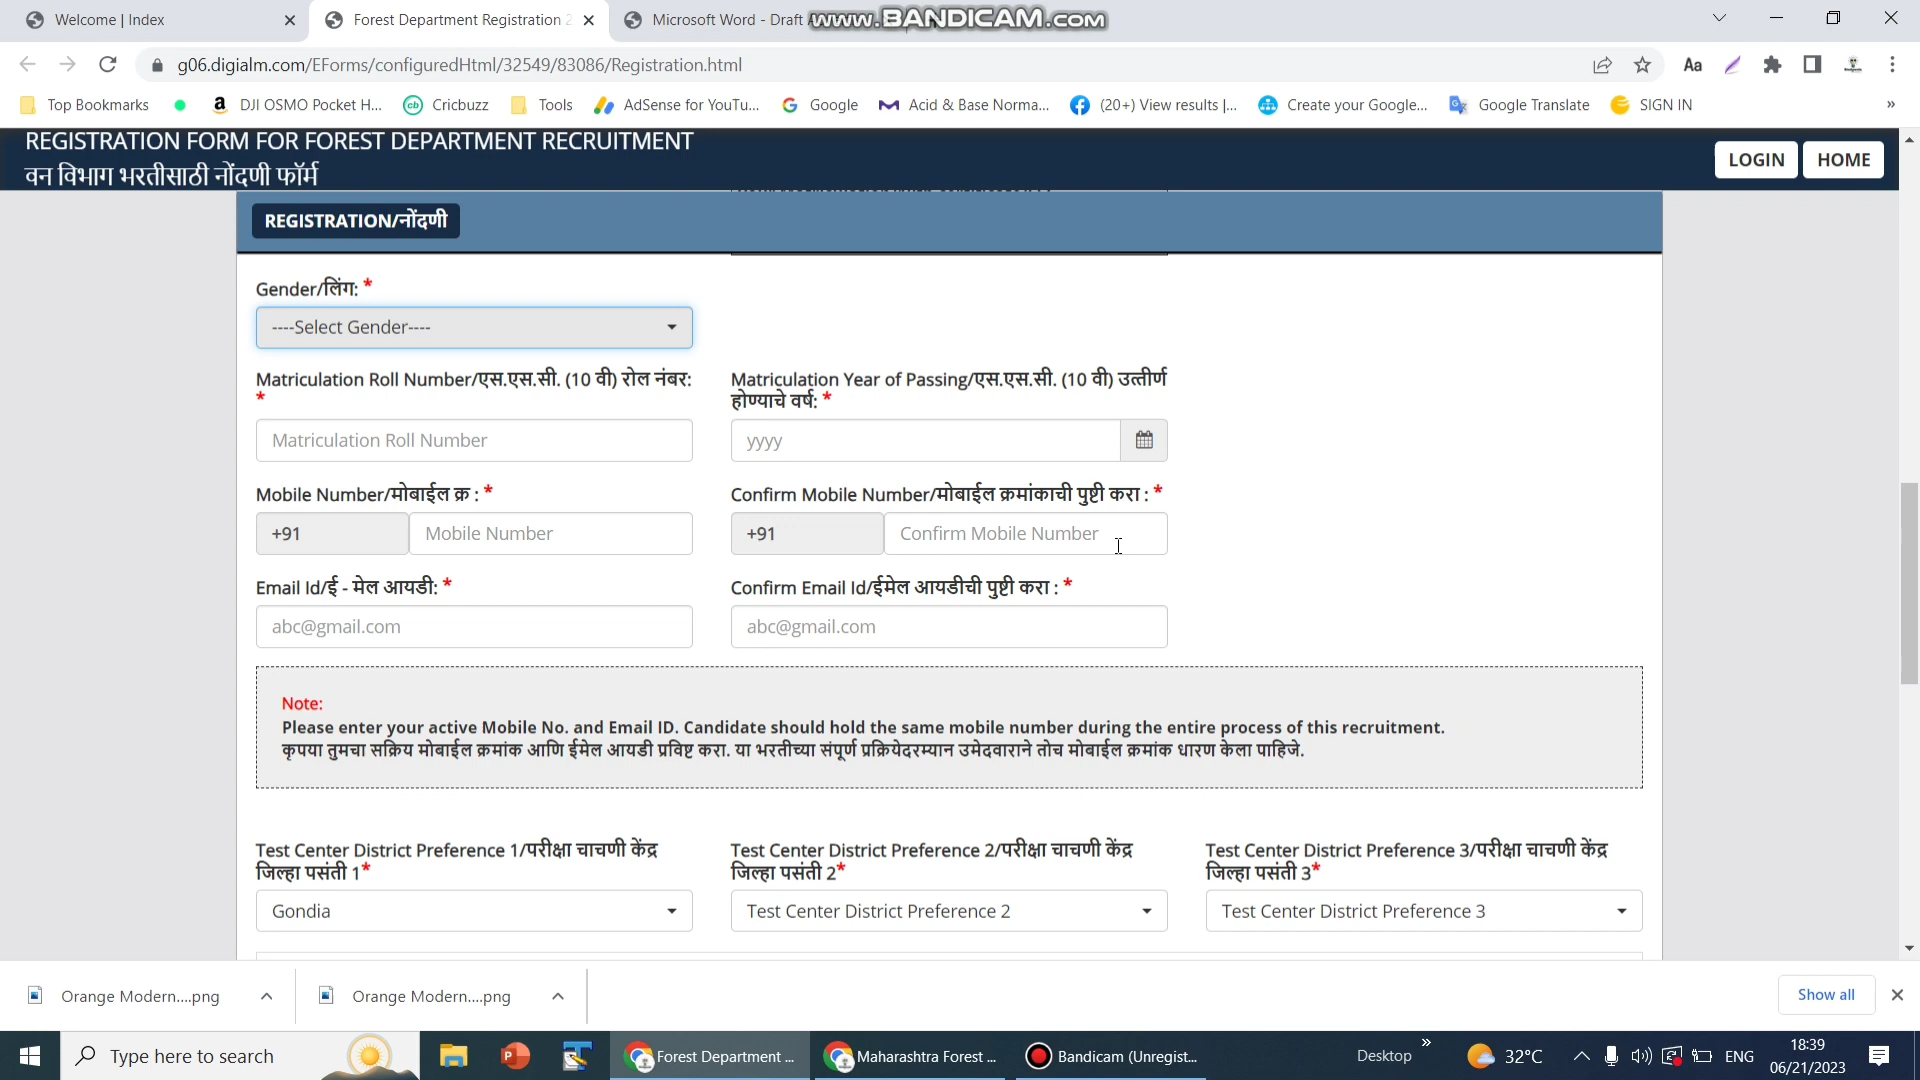 Welcome | Index
Forest Department Registration 2
Microsoft Word - Draft A
www.BANDICAM.com
g06.digialm.com/EForms/configuredHtml/32549/83086/Registration.html
Aa
Top Bookmarks
DJI OSMO Pocket H...
Cricbuzz
Tools
AdSense for YouTu...
Google
Acid & Base Norma...
(20+) View results |...
Create your Google...
Google Translate
SIGN IN
»
REGISTRATION FORM FOR FOREST DEPARTMENT RECRUITMENT
वन विभाग भरतीसाठी नोंदणी फॉर्म
LOGIN
HOME
REGISTRATION/नोंदणी
Gender/लिंग: *
----Select Gender----
Matriculation Roll Number/एस.एस.सी. (10 वी) रोल नंबर:
*
Matriculation Year of Passing/एस.एस.सी. (10 वी) उत्तीर्ण
होण्याचे वर्ष: *
Matriculation Roll Number
yyyy
Mobile Number/मोबाईल क्र : *
Confirm Mobile Number/मोबाईल क्रमांकाची पुष्टी करा : *
+91
Mobile Number
+91
Confirm Mobile Number
Email Id/ई - मेल आयडी: *
Confirm Email Id/ईमेल आयडीची पुष्टी करा : *
abc@gmail.com
abc@gmail.com
Note:
Please enter your active Mobile No. and Email ID. Candidate should hold the same mobile number during the entire process of this recruitment.
कृपया तुमचा सक्रिय मोबाईल क्रमांक आणि ईमेल आयडी प्रविष्ट करा. या भरतीच्या संपूर्ण प्रक्रियेदरम्यान उमेदवाराने तोच मोबाईल क्रमांक धारण केला पाहिजे.
Test Center District Preference 1/परीक्षा चाचणी केंद्र
जिल्हा पसंती 1*
Test Center District Preference 2/परीक्षा चाचणी केंद्र
जिल्हा पसंती 2*
Test Center District Preference 3/परीक्षा चाचणी केंद्र
जिल्हा पसंती 3*
Gondia
Test Center District Preference 2
Test Center District Preference 3
Orange Modern....png
Orange Modern....png
Show all
Type here to search
Forest Department ...
Maharashtra Forest ...
Bandicam (Unregist...
Desktop
»
32°C
ENG
18:39
06/21/2023